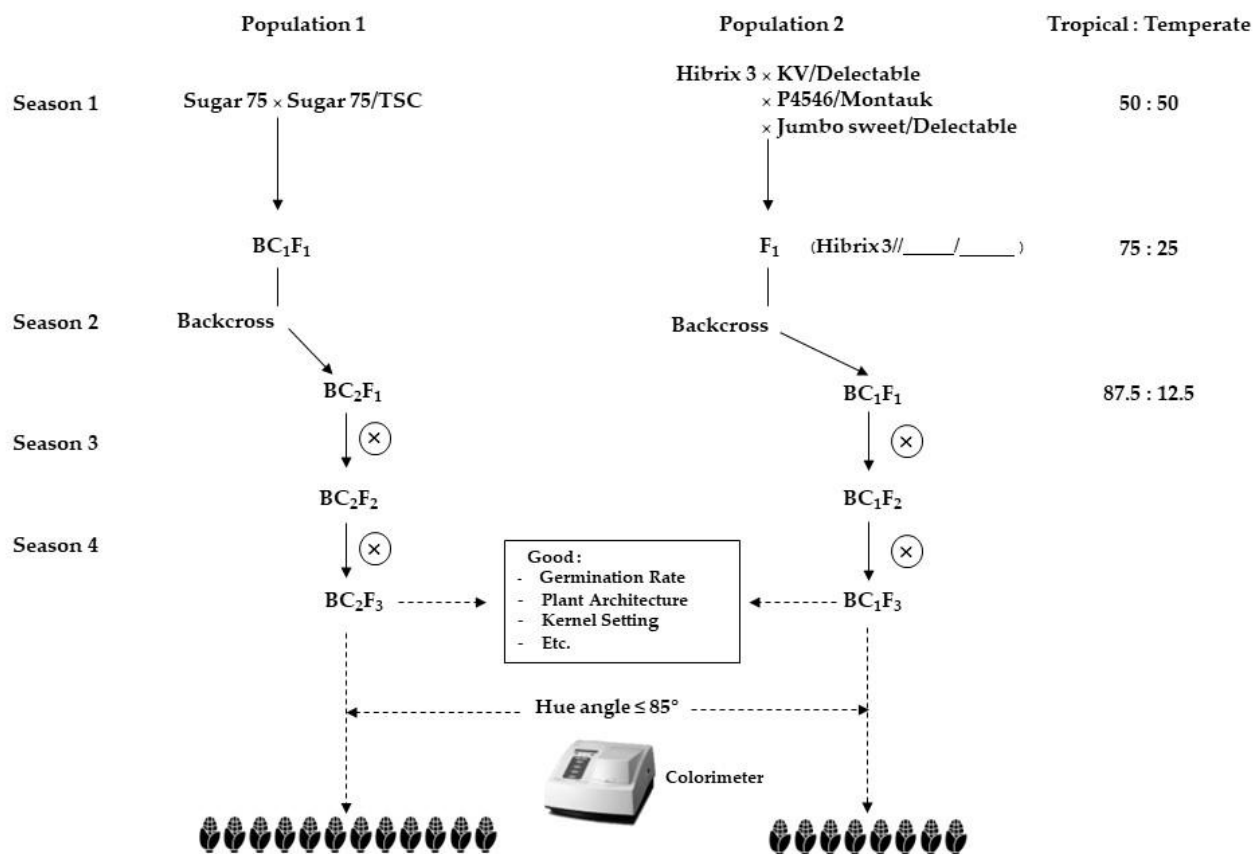 Population 1 Population 2 Tropical : Temperate
Season 1 Sugar 75 × Sugar 75/TSC Hibrix 3 × KV/Delectable 50 : 50
× P4546/Montauk
× Jumbo sweet/Delectable
BC₁F₁ F₁ (Hibrix 3//_____/______ ) 75 : 25
Season 2 Backcross Backcross
BC₂F₁ BC₁F₁ 87.5 : 12.5
Season 3 × ×
BC₂F₂ BC₁F₂
Season 4 × ×
Good :
- Germination Rate
- Plant Architecture
- Kernel Setting
- Etc.
BC₂F₃ BC₁F₃
Hue angle ≤ 85°
Colorimeter